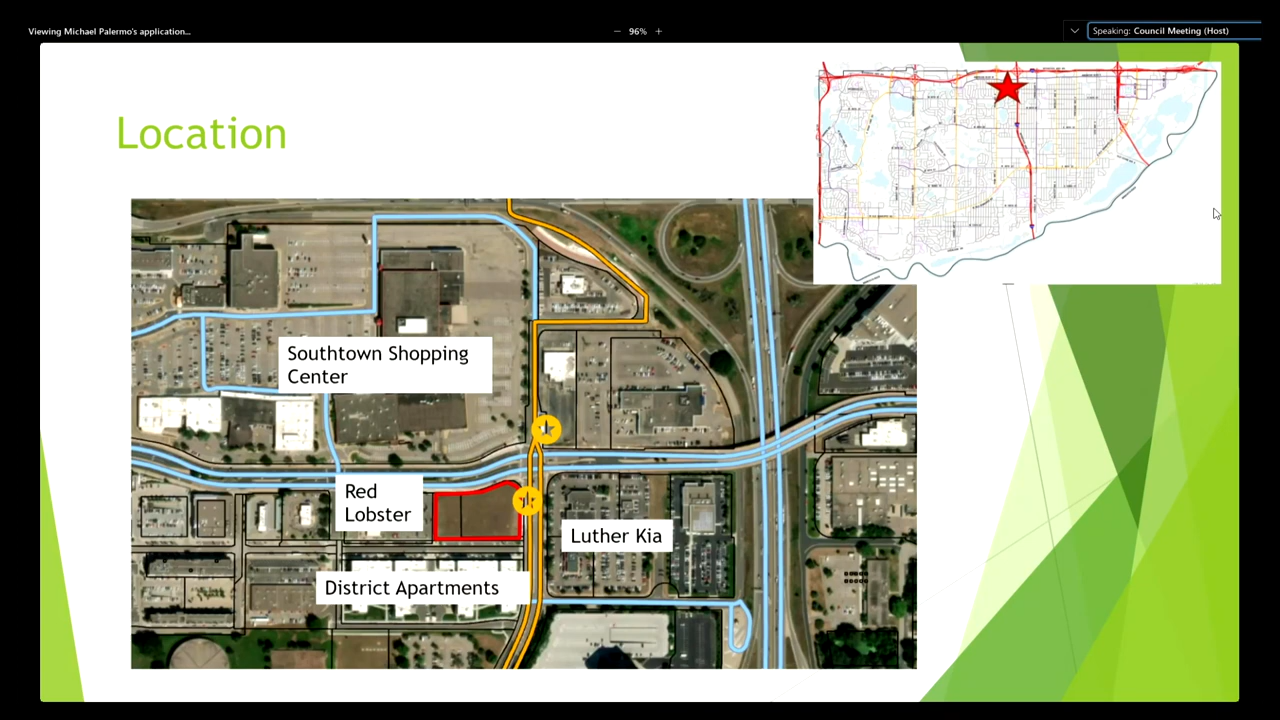 Viewing Michael Palermo's application...
− 96% +
Speaking: Council Meeting (Host)
Location
Southtown Shopping
Center
Red
Lobster
Luther Kia
District Apartments